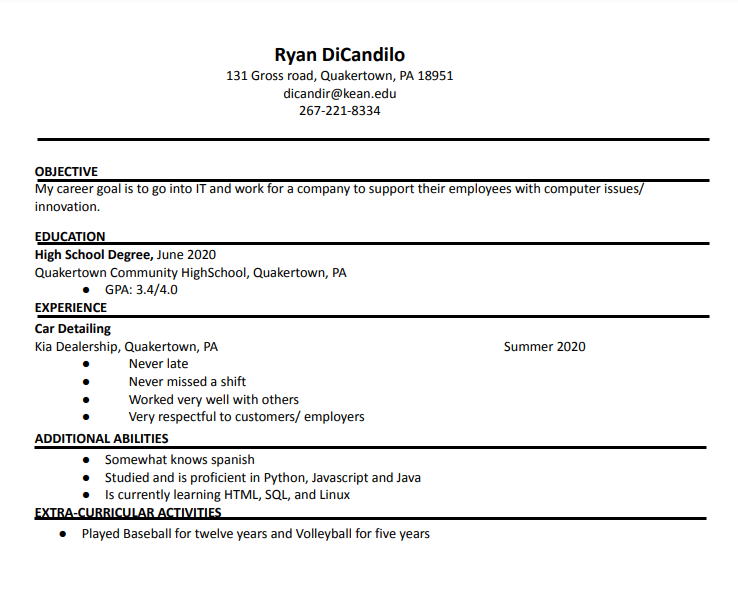 Ryan DiCandilo
131 Gross road, Quakertown, PA 18951
dicandir@kean.edu
267-221-8334
OBJECTIVE
My career goal is to go into IT and work for a company to support their employees with computer issues/
innovation.
EDUCATION
High School Degree, June 2020
Quakertown Community HighSchool, Quakertown, PA
● GPA: 3.4/4.0
EXPERIENCE
Car Detailing
Kia Dealership, Quakertown, PA Summer 2020
● Never late
● Never missed a shift
● Worked very well with others
● Very respectful to customers/ employers
ADDITIONAL ABILITIES
● Somewhat knows spanish
● Studied and is proficient in Python, Javascript and Java
● Is currently learning HTML, SQL, and Linux
EXTRA-CURRICULAR ACTIVITIES
● Played Baseball for twelve years and Volleyball for five years